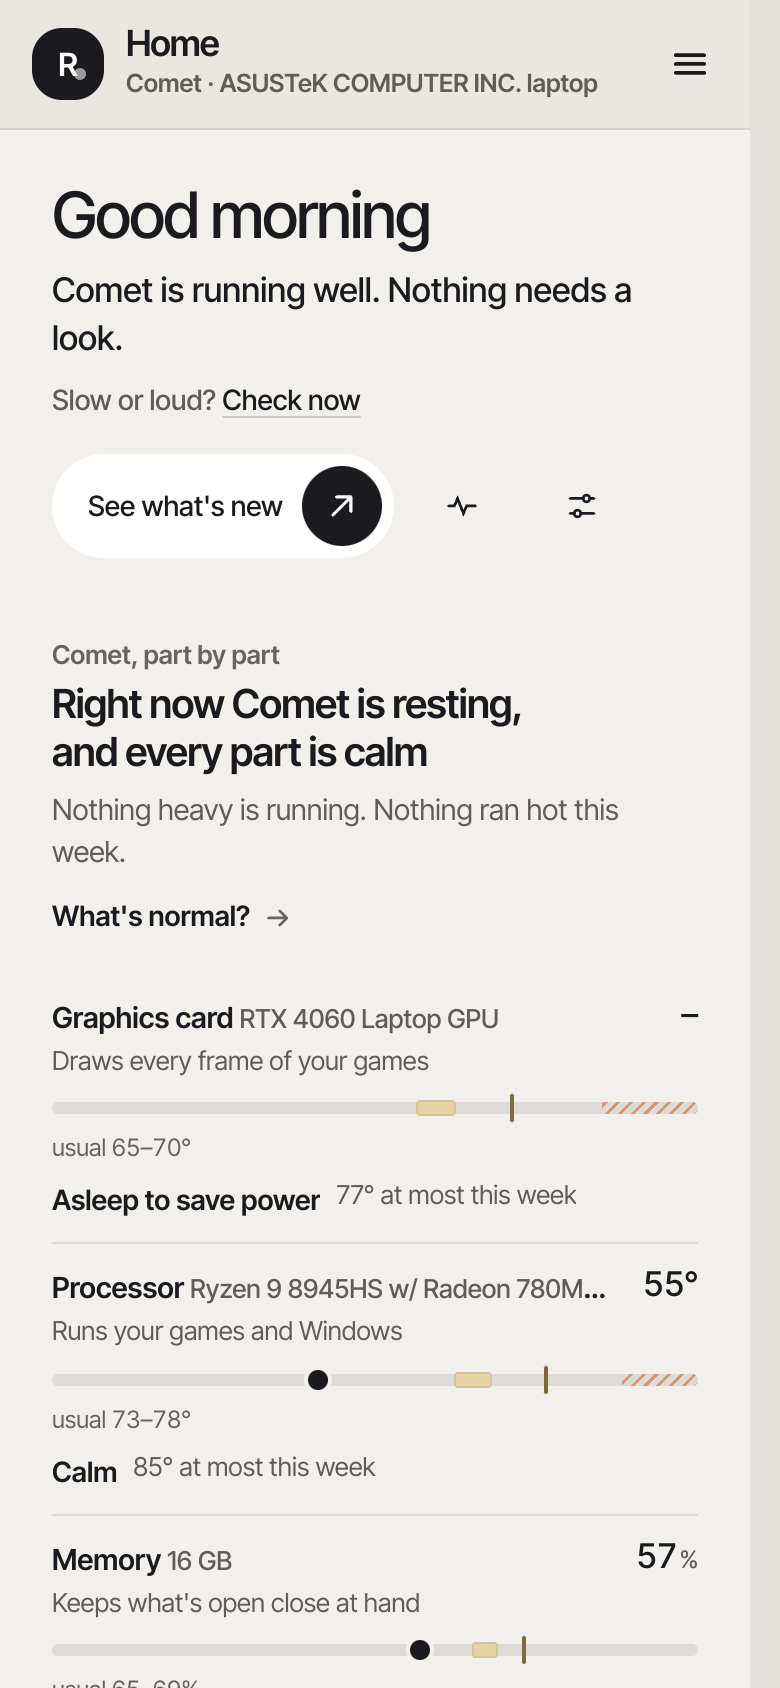 R
Home
Comet · ASUSTeK COMPUTER INC. laptop
Good morning
Comet is running well. Nothing needs a
look.
Slow or loud? Check now
See what's new
Comet, part by part
Right now Comet is resting,
and every part is calm
Nothing heavy is running. Nothing ran hot this
week.
What's normal? →
Graphics card RTX 4060 Laptop GPU –
Draws every frame of your games
usual 65–70°
Asleep to save power 77° at most this week
Processor Ryzen 9 8945HS w/ Radeon 780M... 55°
Runs your games and Windows
usual 73–78°
Calm 85° at most this week
Memory 16 GB 57 %
Keeps what's open close at hand
usual 65–69%